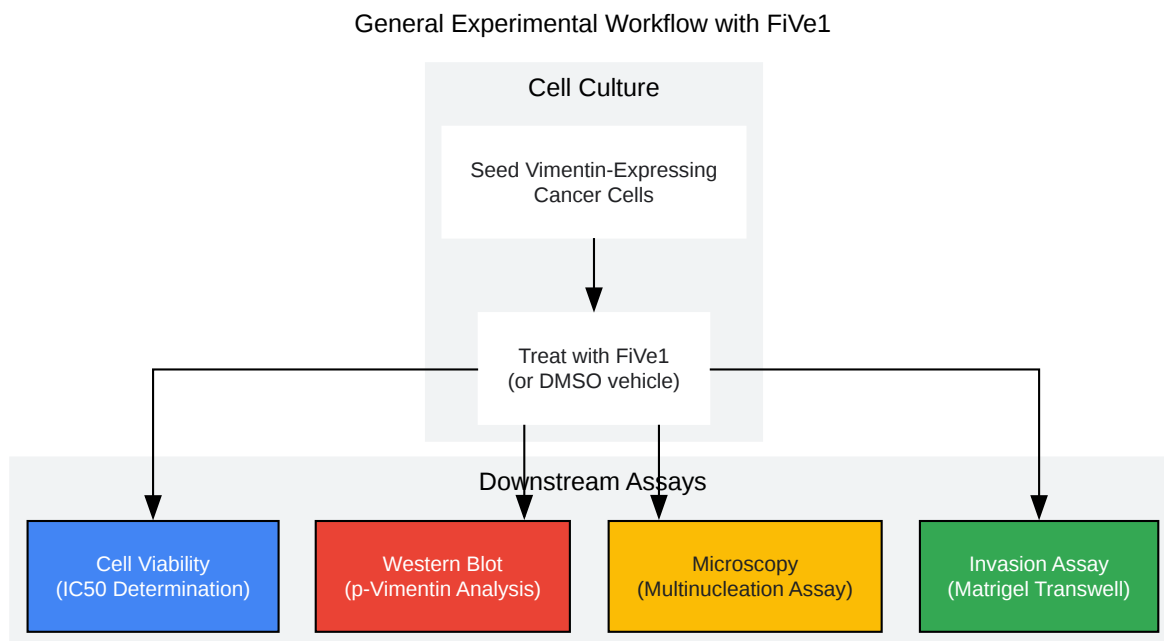 General Experimental Workflow with FiVe1
Cell Culture
Seed Vimentin-Expressing
Cancer Cells
Treat with FiVe1
(or DMSO vehicle)
Downstream Assays
Cell Viability
(IC50 Determination)
Western Blot
(p-Vimentin Analysis)
Microscopy
(Multinucleation Assay)
Invasion Assay
(Matrigel Transwell)